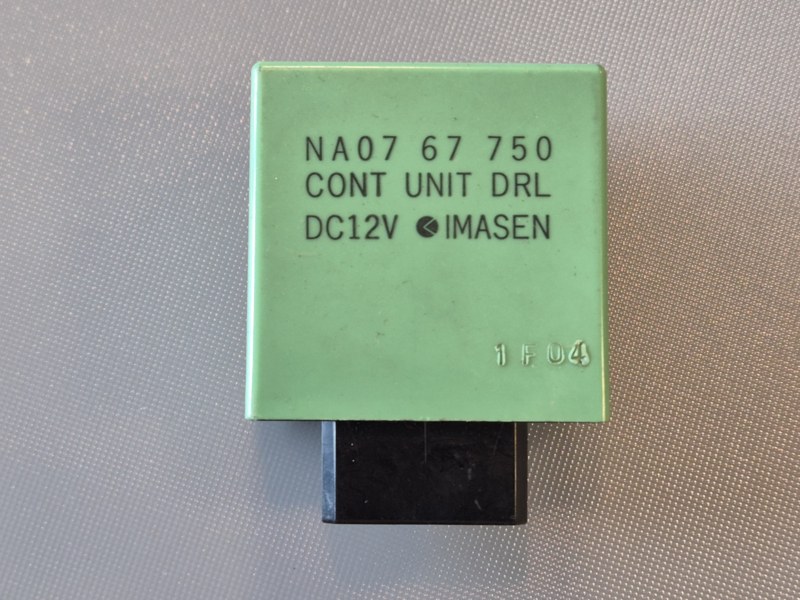 NA07 67 750
CONT UNIT DRL
DC12V IMASEN
1F04